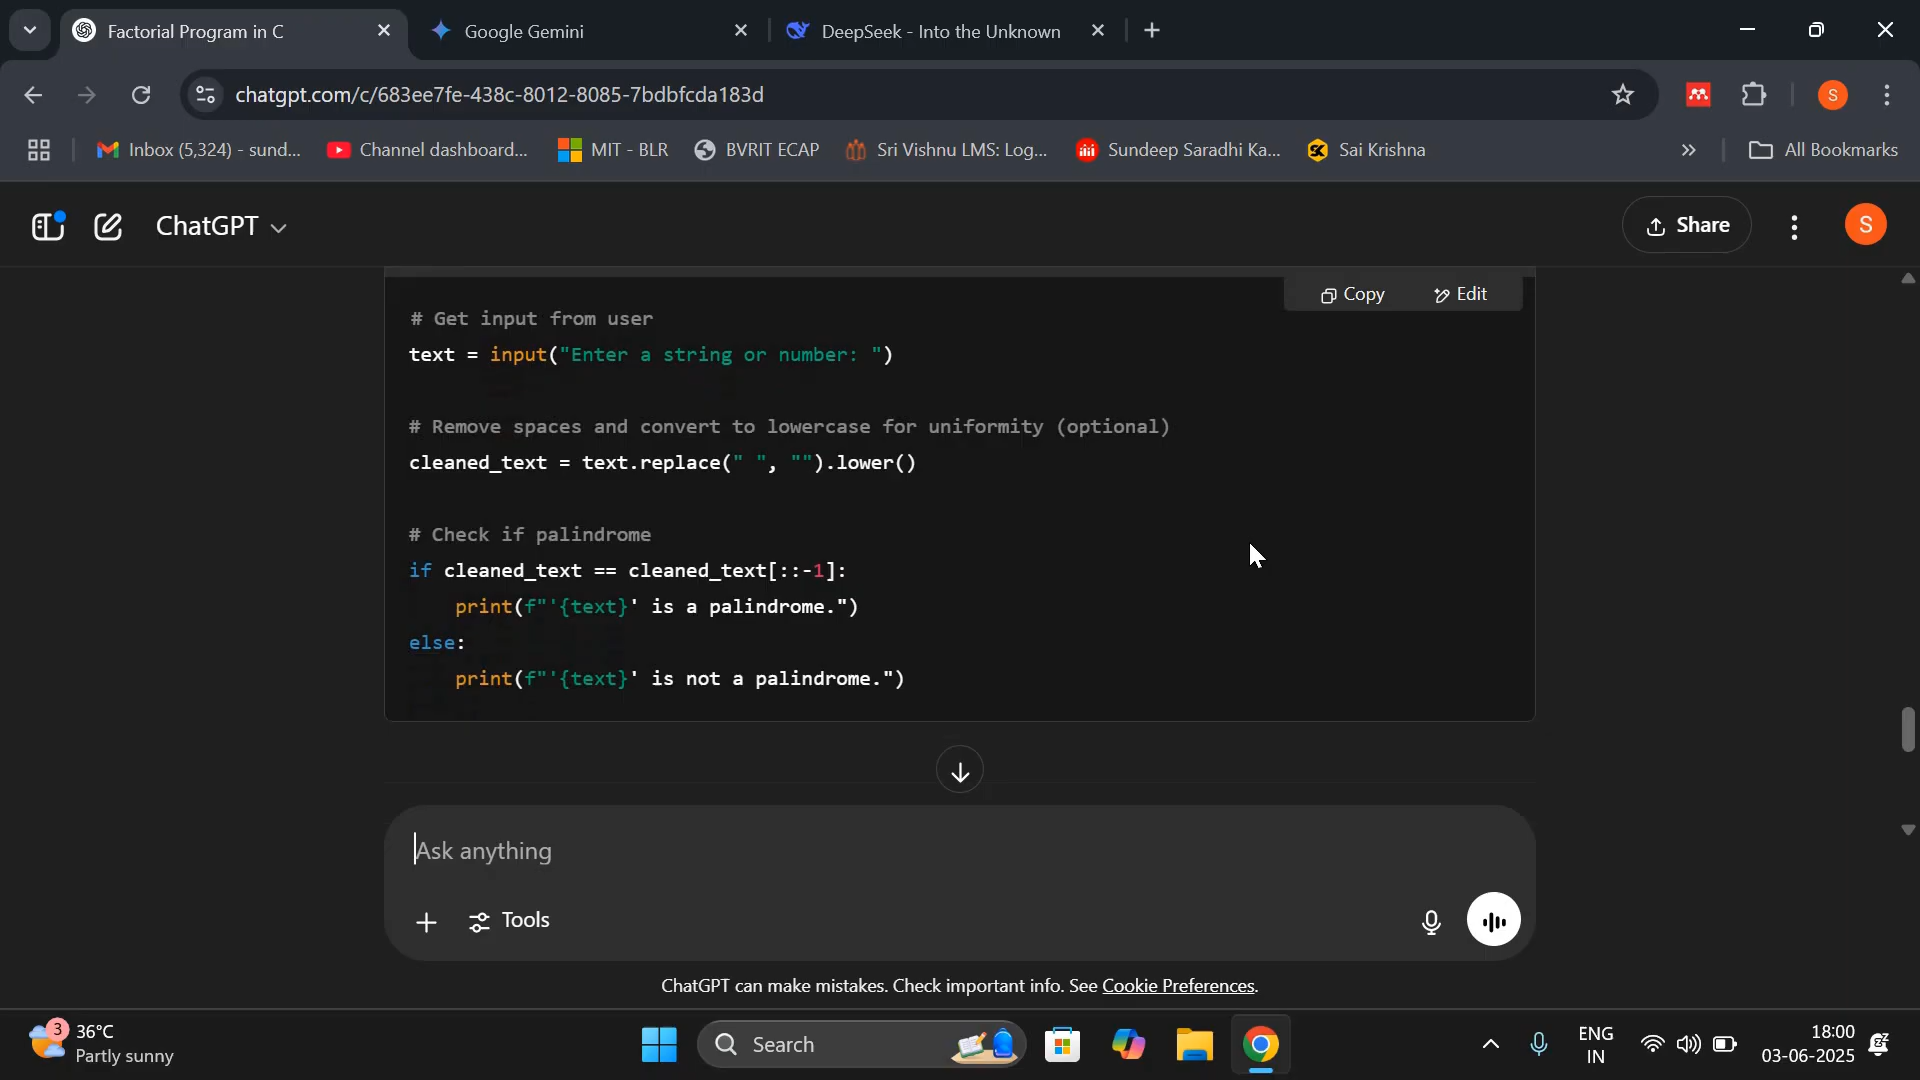 Factorial Program in C
Google Gemini
DeepSeek - Into the Unknown
chatgpt.com/c/683ee7fe-438c-8012-8085-7bdbfcda183d
S
Inbox (5,324) - sund...
Channel dashboard...
MIT - BLR
BVRIT ECAP
Sri Vishnu LMS: Log...
Sundeep Saradhi Ka...
Sai Krishna
»
All Bookmarks
ChatGPT
Share
S
Copy
Edit
# Get input from user
text = input("Enter a string or number: ")
# Remove spaces and convert to lowercase for uniformity (optional)
cleaned_text = text.replace(" ", "").lower()
# Check if palindrome
if cleaned_text == cleaned_text[::-1]:
    print(f"'{text}' is a palindrome.")
else:
    print(f"'{text}' is not a palindrome.")
Ask anything
Tools
ChatGPT can make mistakes. Check important info. See Cookie Preferences.
3
36°C
Partly sunny
Search
ENG
IN
18:00
03-06-2025